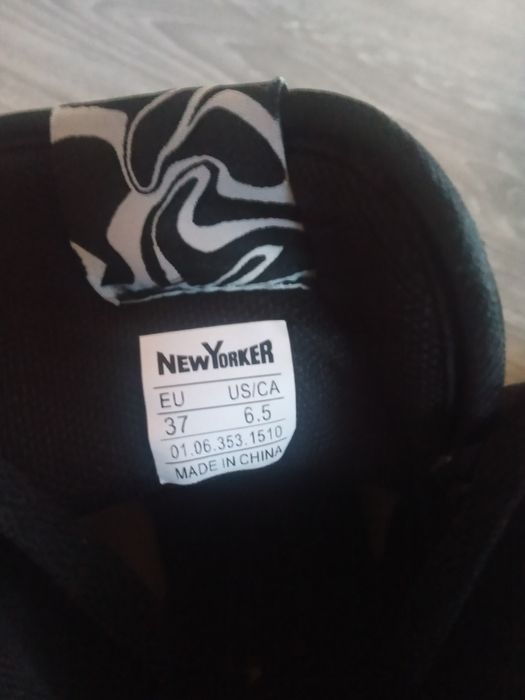 NEWYORKER
EU US/CA
37 6.5
01.06.353.1510
MADE IN CHINA